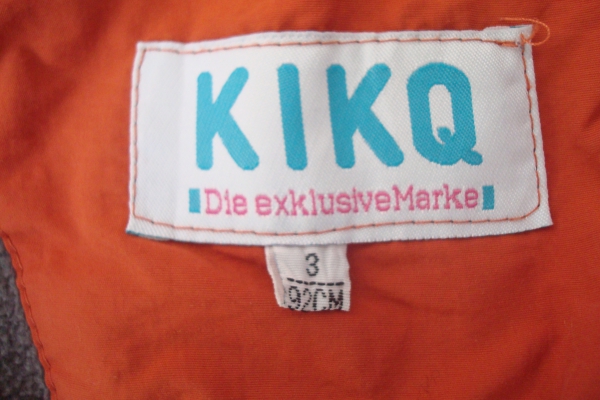 KIKQ
Die exklusiveMarke
3
92CM